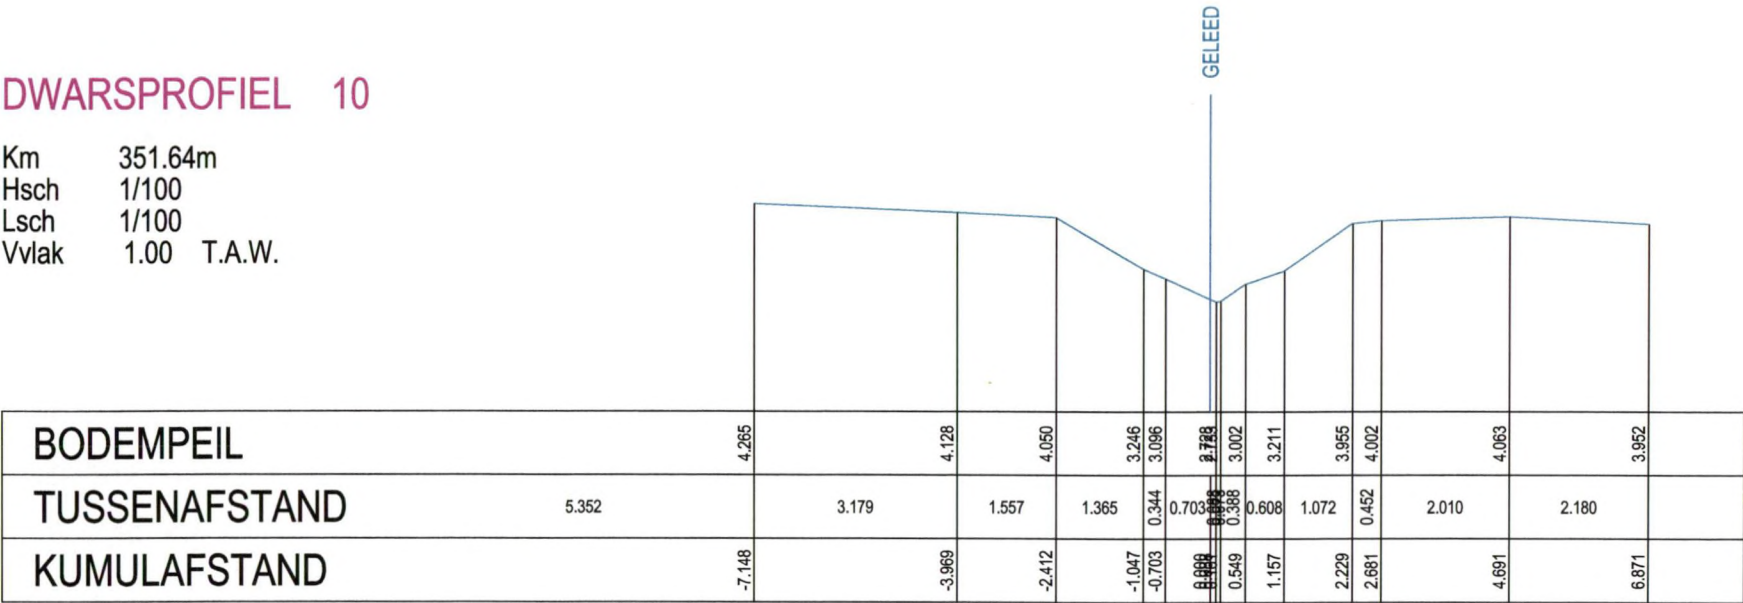 GELEED
DWARSPROFIEL 10
Km 351.64m
Hsch 1/100
Lsch 1/100
Vvlak 1.00 T.A.W.
BODEMPEIL 4.265 4.128 4.050 3.246 3.096 3.002 3.211 3.955 4.002 4.063 3.952
TUSSENAFSTAND 5.352 3.179 1.557 1.365 0.344 0.703 0.388 0.608 1.072 0.452 2.010 2.180
KUMULAFSTAND -7.148 -3.969 -2.412 -1.047 -0.703 0.549 1.157 2.229 2.681 4.691 6.871